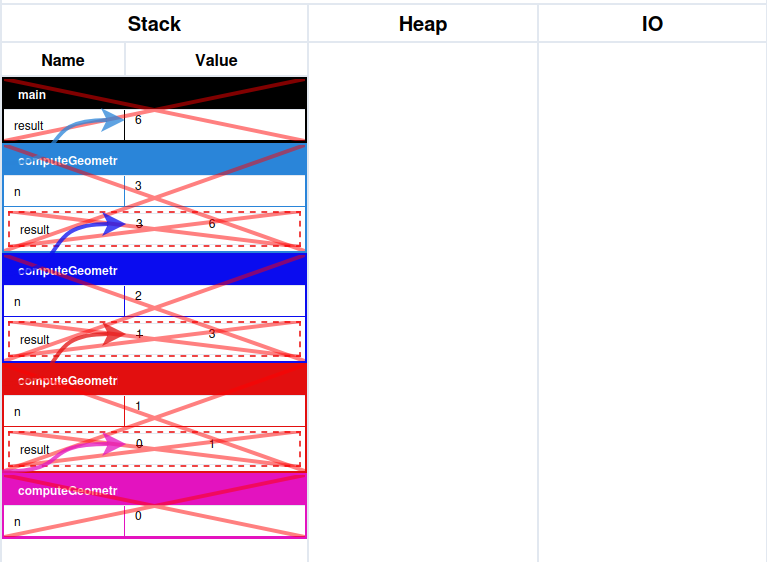 Stack Heap IO
Name Value
main
result 6
computeGeometr
n 3
result 3 6
computeGeometr
n 2
result 1 3
computeGeometr
n 1
result 0 1
computeGeometr
n 0